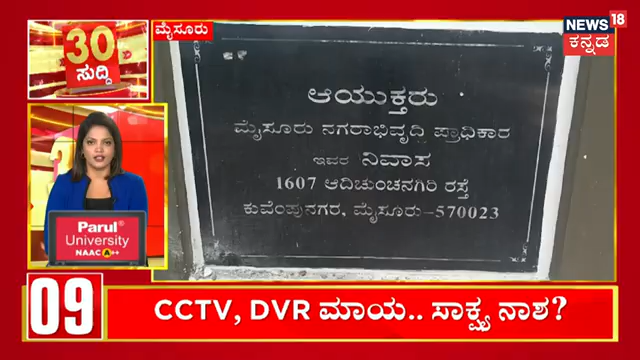 30
ಸುದ್ದಿ
ಮೈಸೂರು
NEWS 18
ಕನ್ನಡ
ಆಯುಕ್ತರು
ಮೈಸೂರು ನಗರಾಭಿವೃದ್ಧಿ ಪ್ರಾಧಿಕಾರ
ಇವರ ನಿವಾಸ
1607 ಆದಿಚುಂಚನಗಿರಿ ರಸ್ತೆ
ಕುವೆಂಪುನಗರ, ಮೈಸೂರು-570023
Parul®
University
NAAC A++
09
CCTV, DVR ಮಾಯ.. ಸಾಕ್ಷ್ಯ ನಾಶ?